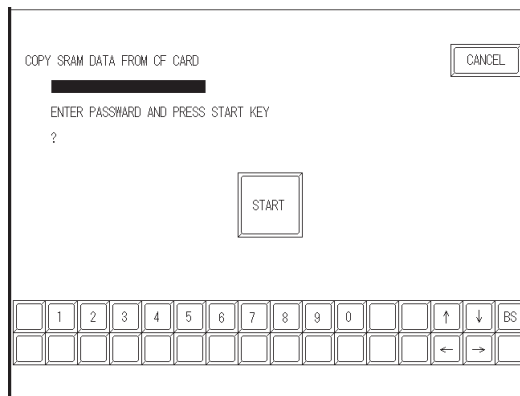 COPY SRAM DATA FROM CF CARD
CANCEL
ENTER PASSWARD AND PRESS START KEY
?
START
1 2 3 4 5 6 7 8 9 0 ↑ ↓ BS
← →